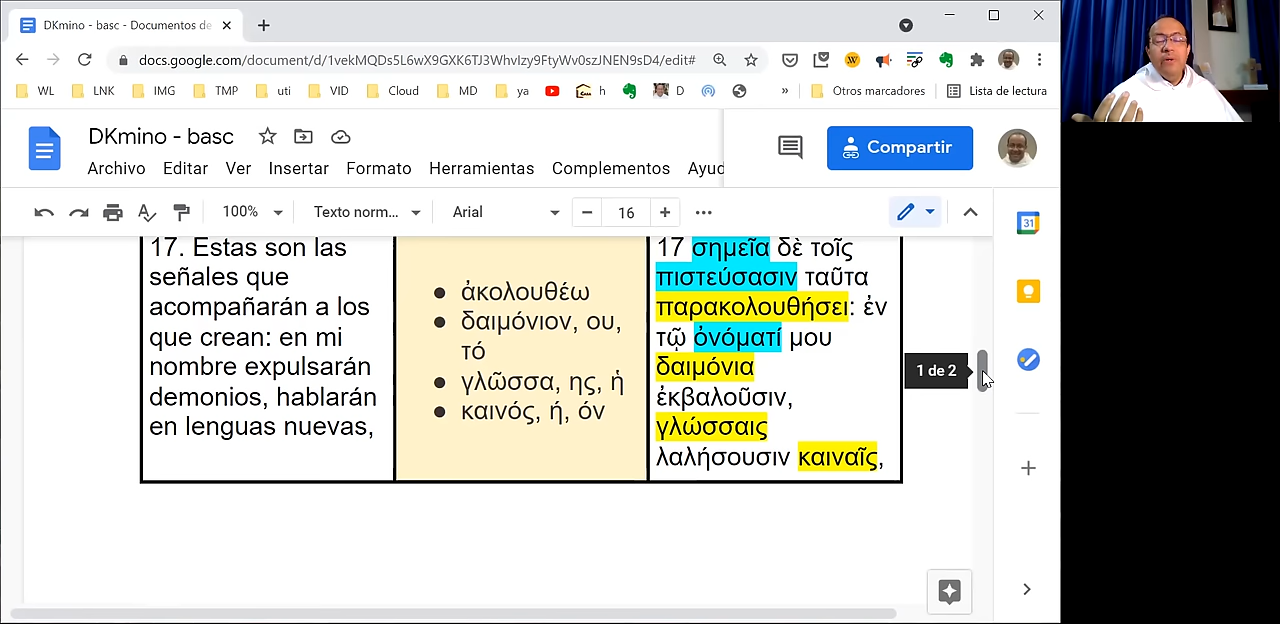 DKmino - basc - Documentos de
docs.google.com/document/d/1vekMQDs5L6wX9GXK6TJ3WhvIzy9FtyWv0szJNEN9sD4/edit#
WL LNK IMG TMP uti VID Cloud MD ya h D » Otros marcadores Lista de lectura
DKmino - basc
Compartir
Archivo Editar Ver Insertar Formato Herramientas Complementos Ayud
100% Texto norm... Arial 16
31
17. Estas son las
señales que
acompañarán a los
que crean: en mi
nombre expulsarán
demonios, hablarán
en lenguas nuevas,
● ἀκολουθέω
● δαιμόνιον, ου,
τό
● γλῶσσα, ης, ἡ
● καινός, ή, όν
17 σημεῖα δὲ τοῖς
πιστεύσασιν ταῦτα
παρακολουθήσει: ἐν
τῷ ὀνόματί μου
δαιμόνια
ἐκβαλοῦσιν,
γλώσσαις
λαλήσουσιν καιναῖς,
1 de 2